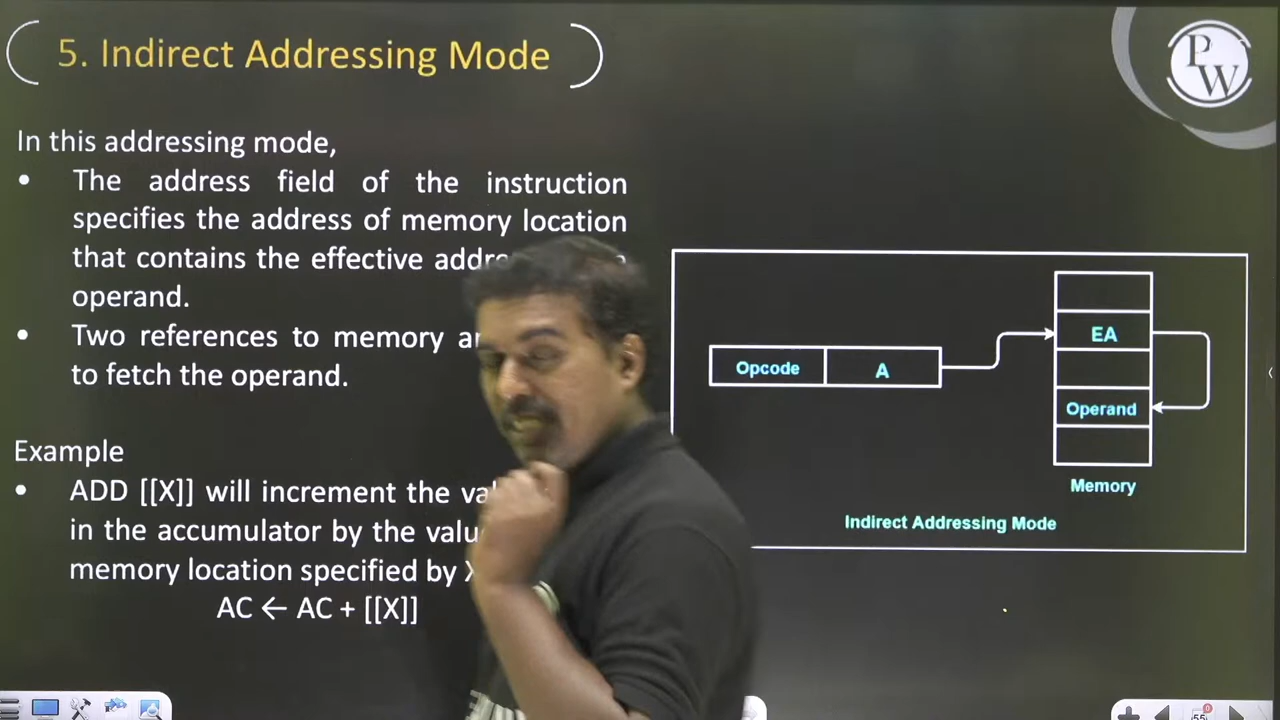 5. Indirect Addressing Mode
PW
In this addressing mode,
• The address field of the instruction
specifies the address of memory location
that contains the effective
operand.
• Two references to memory
to fetch the operand.
Example
• ADD [[X]] will increment the
in the accumulator by the
memory location specified by
AC ← AC + [[X]]
Opcode A
EA
Operand
Memory
Indirect Addressing Mode
55